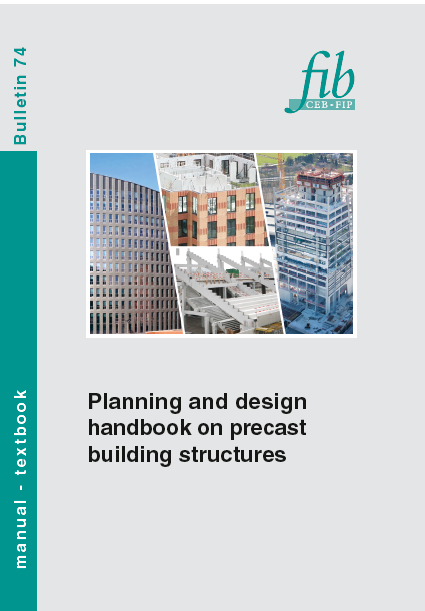 Bulletin 74
fib
CEB-FIP
Planning and design
handbook on precast
building structures
manual - textbook